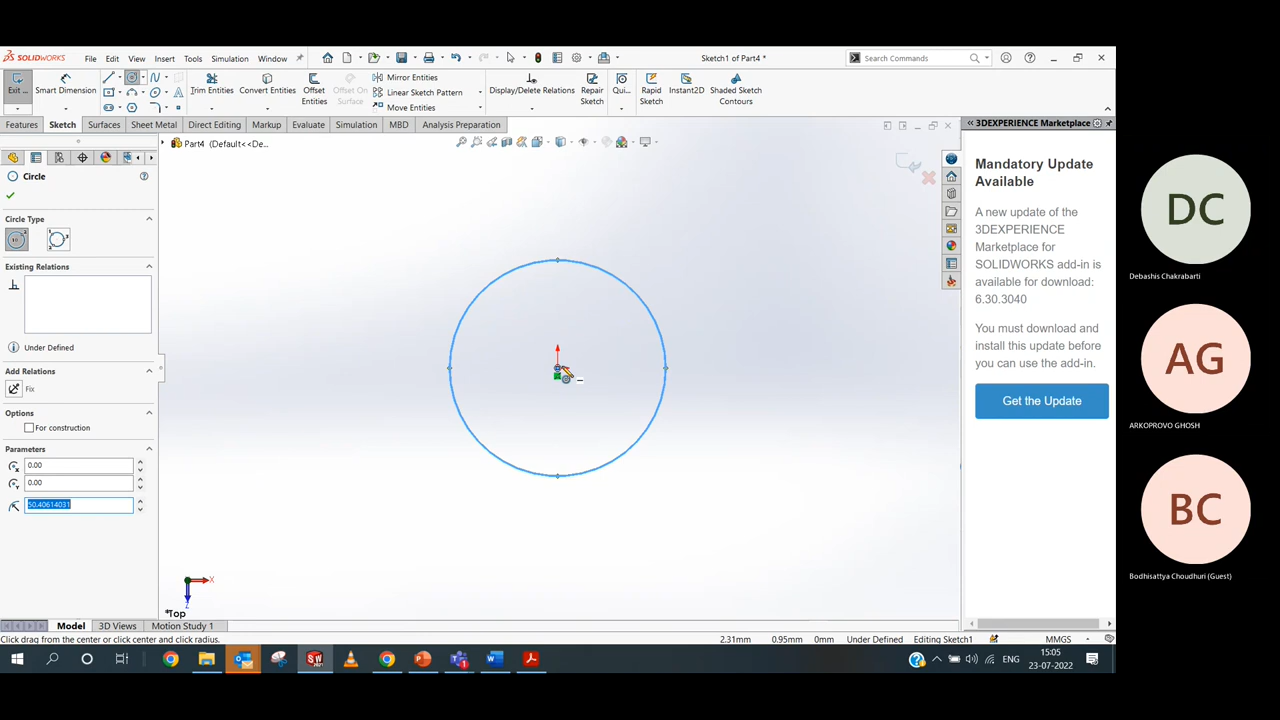 SOLIDWORKS
File Edit View Insert Tools Simulation Window
Sketch1 of Part4 *
Search Commands
Exit ... Smart Dimension Trim Entities Convert Entities Offset Entities Offset On Surface Mirror Entities Linear Sketch Pattern Move Entities Display/Delete Relations Repair Sketch Qui... Rapid Sketch Instant2D Shaded Sketch Contours
Features Sketch Sheet Metal Surfaces Direct Editing Markup Evaluate Simulation MBD Analysis Preparation
3DEXPERIENCE Marketplace
Part4 (Default<<De...
Circle
Circle Type
Existing Relations
Under Defined
Add Relations
Fix
Options
For construction
Parameters
0.00
0.00
50.40614031
X
Z
*Top
Mandatory Update
Available
A new update of the
3DEXPERIENCE
Marketplace for
SOLIDWORKS add-in is
available for download:
6.30.3040
You must download and
install this update before
you can use the add-in.
Get the Update
Model 3D Views Motion Study 1
Click drag from the center or click center and click radius.
2.31mm 0.95mm 0mm Under Defined Editing Sketch1 MMGS
ENG
15:05
23-07-2022
DC
Debashis Chakrabarti
AG
ARKOPROVO GHOSH
BC
Bodhisattya Choudhuri (Guest)